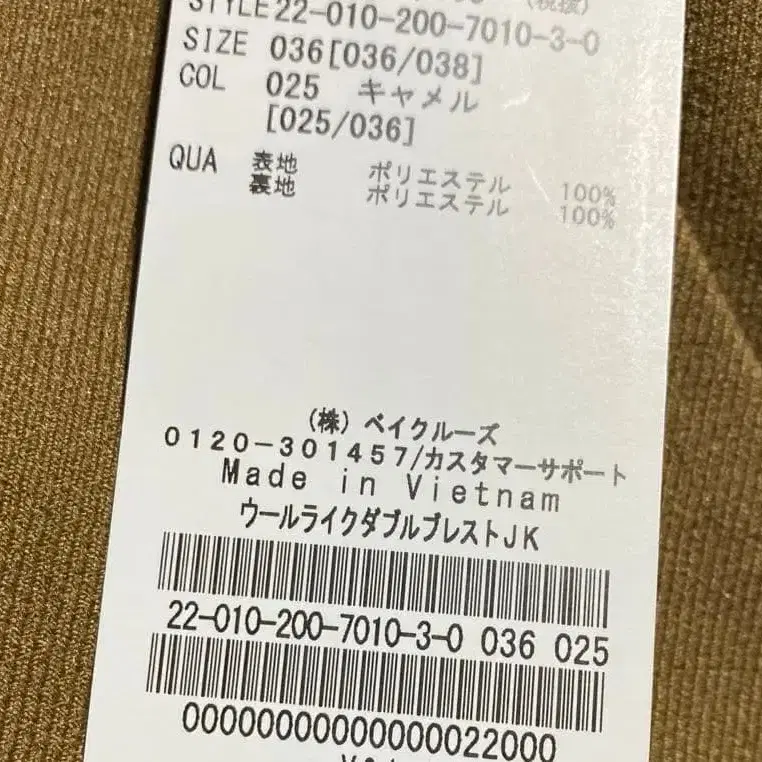 (税抜)
STYLE22-010-200-7010-3-0
SIZE 036[036/038]
COL 025 キャメル
[025/036]
QUA 表地 ポリエステル 100%
裏地 ポリエステル 100%
(株)ベイクルーズ
0120-301457/カスタマーサポート
Made in Vietnam
ウールライクダブルブレストJK
22-010-200-7010-3-0 036 025
00000000000000022000